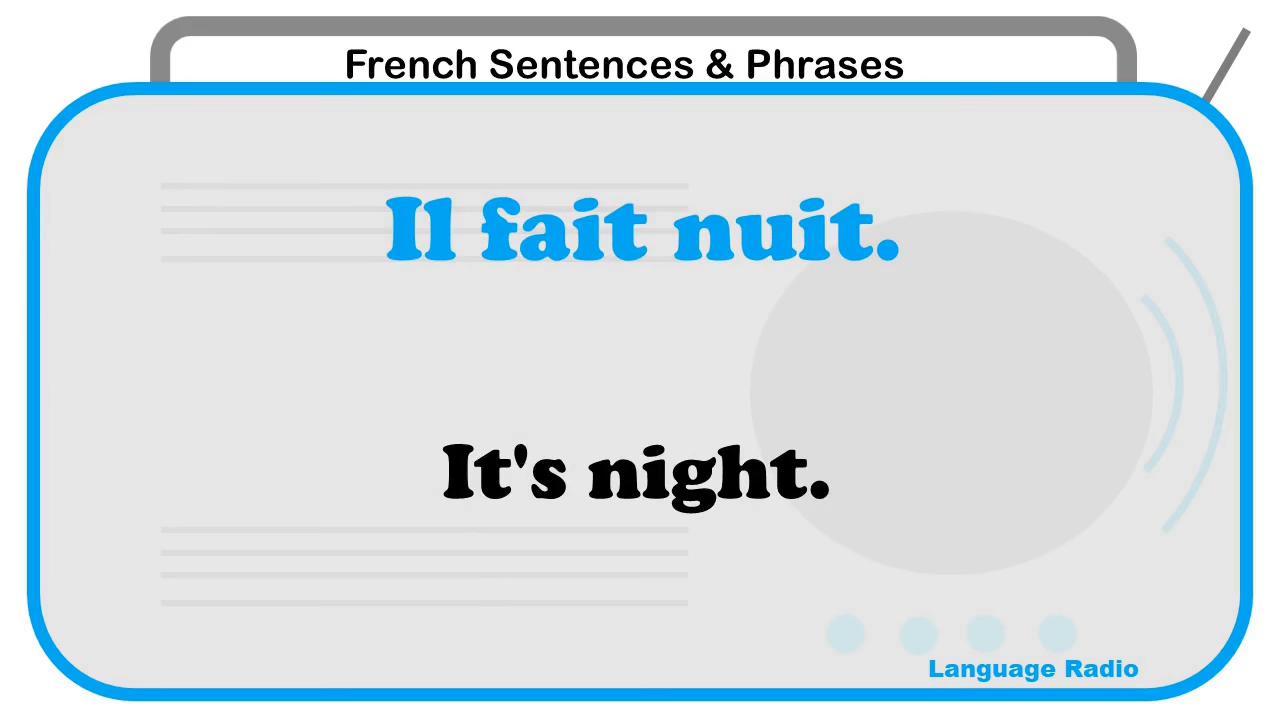 French Sentences & Phrases
Il fait nuit.
It's night.
Language Radio